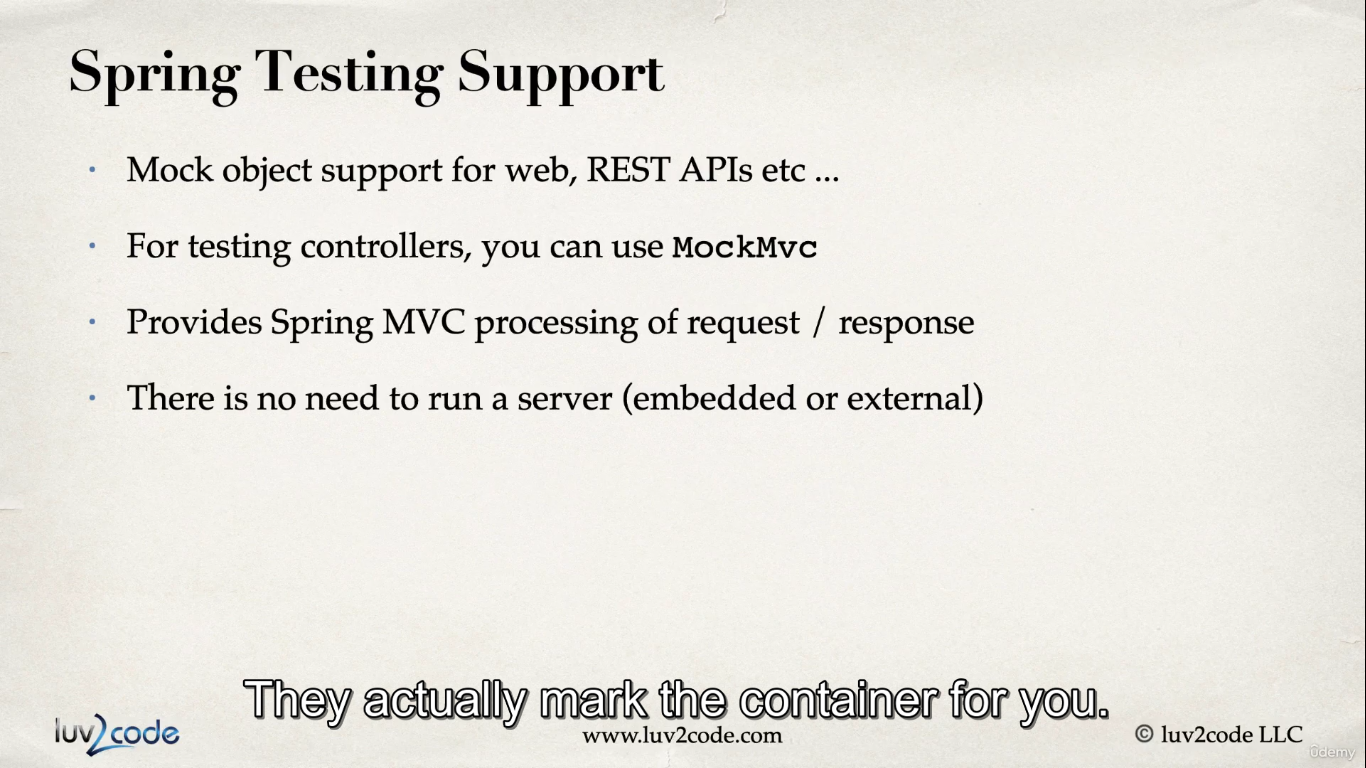 Spring Testing Support
· Mock object support for web, REST APIs etc ...
· For testing controllers, you can use MockMvc
· Provides Spring MVC processing of request / response
· There is no need to run a server (embedded or external)
They actually mark the container for you.
luv2code
www.luv2code.com
© luv2code LLC
ûdemy